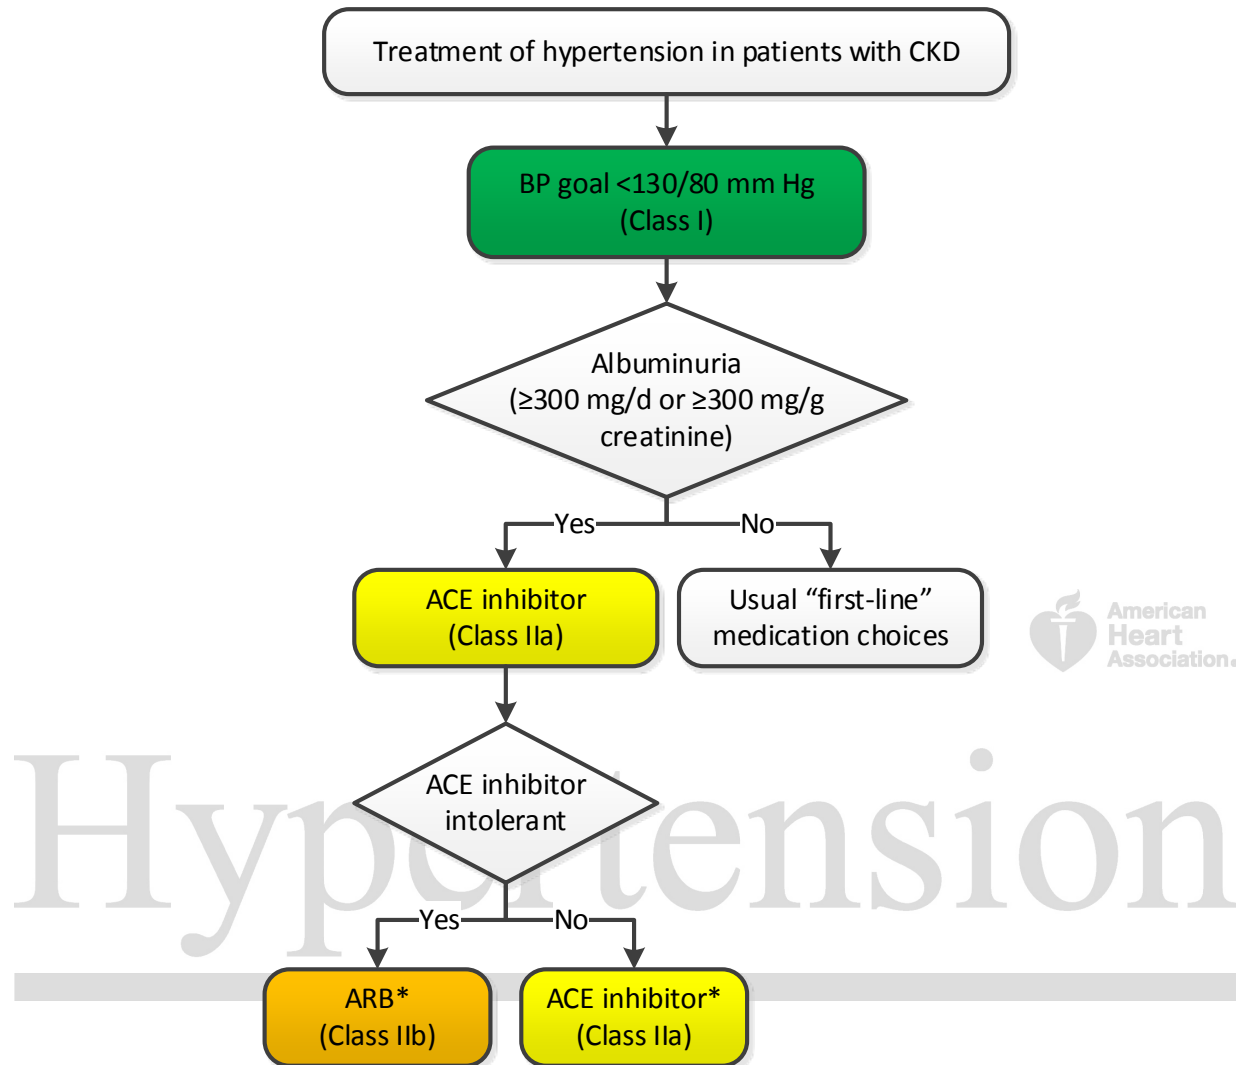 Treatment of hypertension in patients with CKD
BP goal <130/80 mm Hg
(Class I)
Albuminuria
(≥300 mg/d or ≥300 mg/g
creatinine)
Yes
No
ACE inhibitor
(Class IIa)
Usual “first-line”
medication choices
American
Heart
Association.
ACE inhibitor
intolerant
Hypertension
Yes
No
ARB*
(Class IIb)
ACE inhibitor*
(Class IIa)